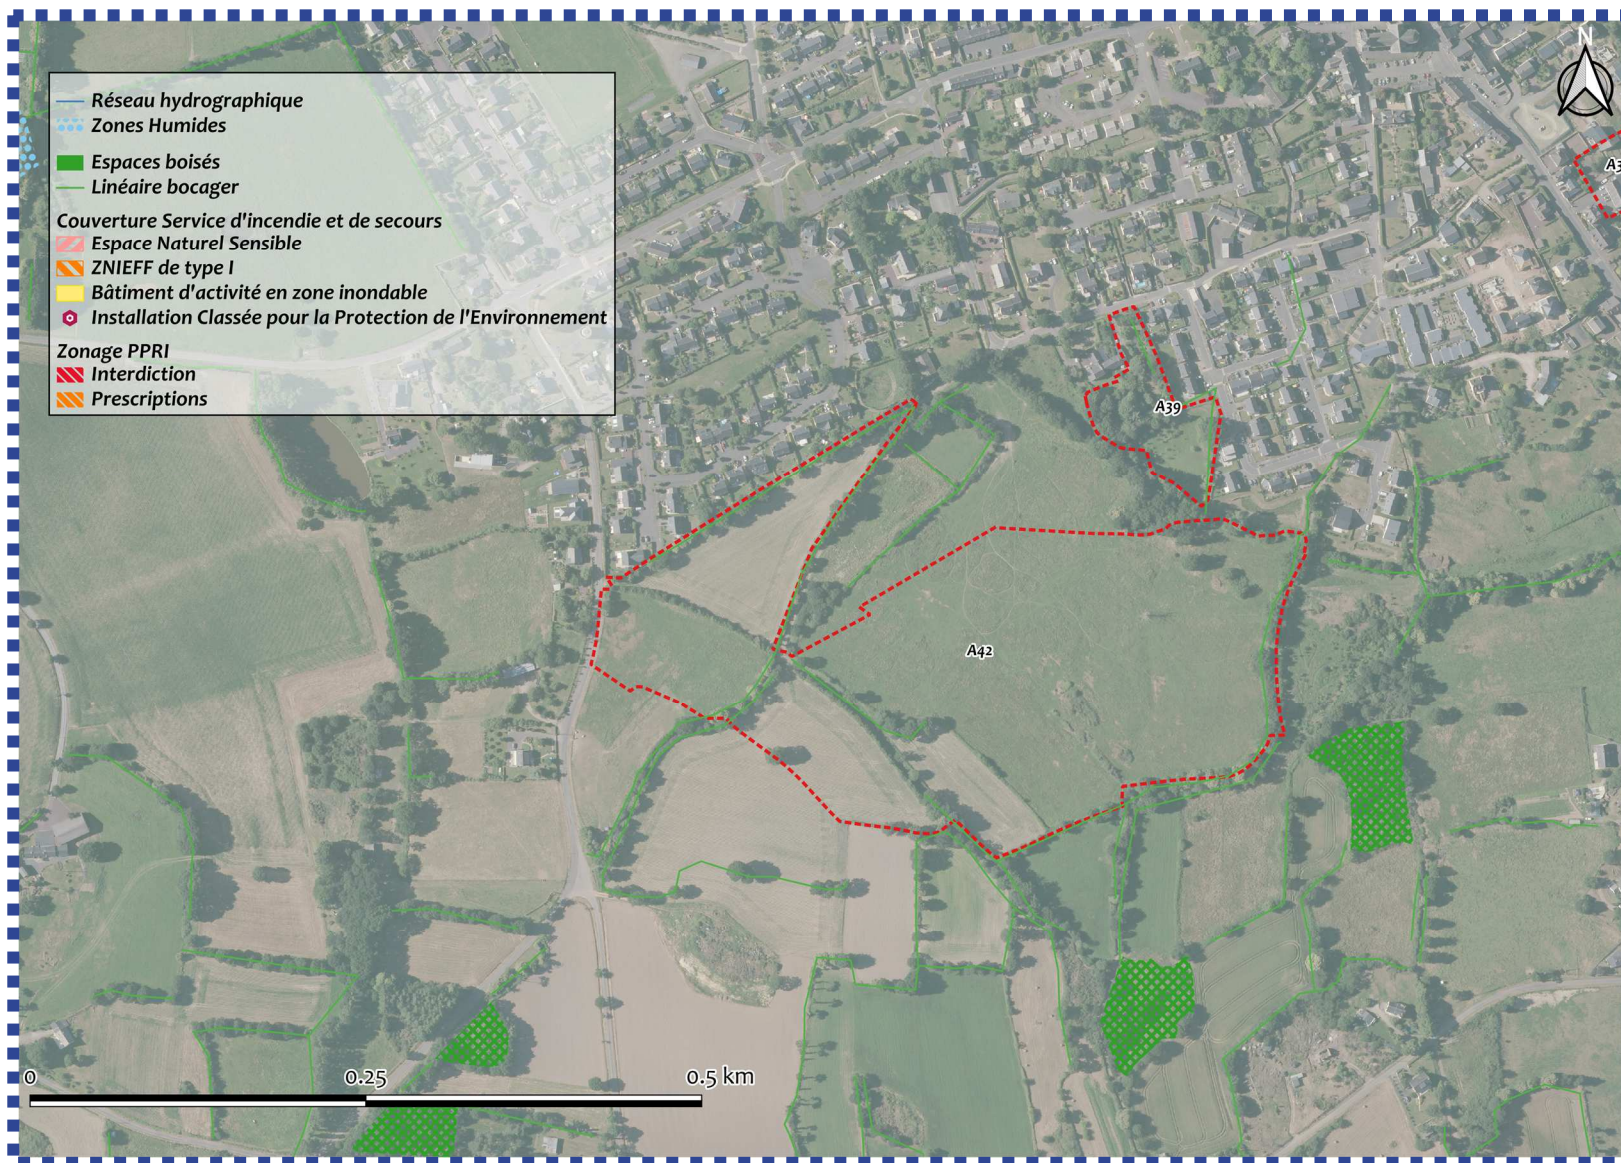 N
Réseau hydrographique
Zones Humides
Espaces boisés
Linéaire bocager
Couverture Service d'incendie et de secours
Espace Naturel Sensible
ZNIEFF de type I
Bâtiment d'activité en zone inondable
Installation Classée pour la Protection de l'Environnement
Zonage PPRI
Interdiction
Prescriptions
A39
A42
0 0.25 0.5 km